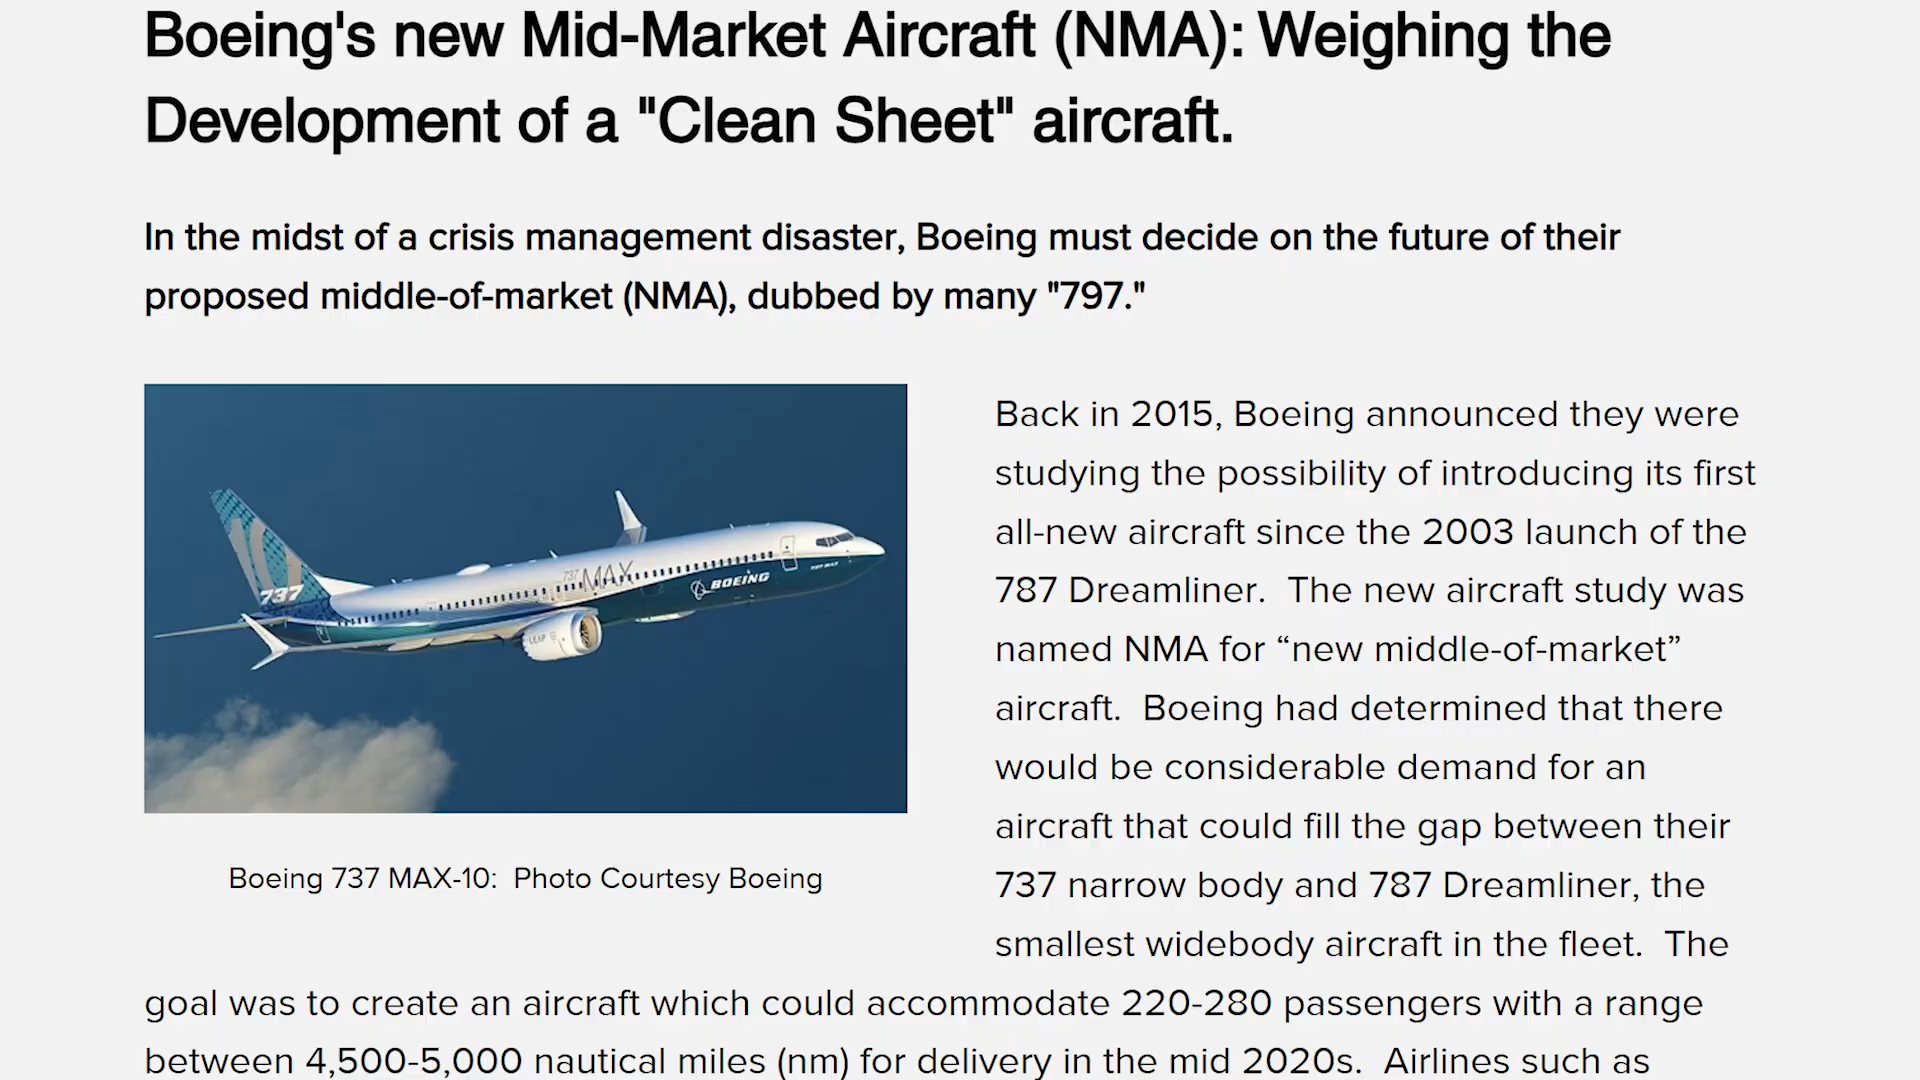 Boeing's new Mid-Market Aircraft (NMA): Weighing the
Development of a "Clean Sheet" aircraft.
In the midst of a crisis management disaster, Boeing must decide on the future of their
proposed middle-of-market (NMA), dubbed by many "797."
737
737 MAX
BOEING
737 MAX
LEAP
Boeing 737 MAX-10:  Photo Courtesy Boeing
Back in 2015, Boeing announced they were
studying the possibility of introducing its first
all-new aircraft since the 2003 launch of the
787 Dreamliner.  The new aircraft study was
named NMA for “new middle-of-market”
aircraft.  Boeing had determined that there
would be considerable demand for an
aircraft that could fill the gap between their
737 narrow body and 787 Dreamliner, the
smallest widebody aircraft in the fleet.  The
goal was to create an aircraft which could accommodate 220-280 passengers with a range
between 4,500-5,000 nautical miles (nm) for delivery in the mid 2020s.  Airlines such as